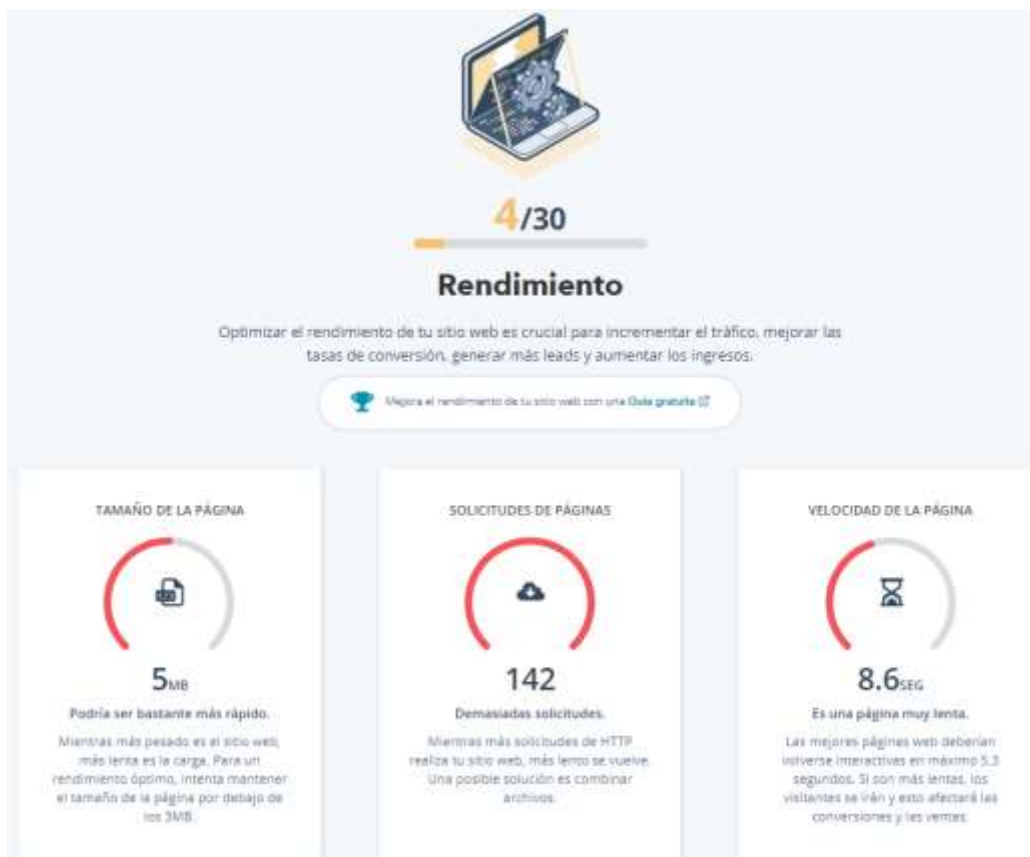 4/30
Rendimiento
Optimizar el rendimiento de tu sitio web es crucial para incrementar el tráfico, mejorar las
tasas de conversión, generar más leads y aumentar los ingresos.
Mejora el rendimiento de tu sitio web con una Guía gratuita
TAMAÑO DE LA PÁGINA
5MB
Podría ser bastante más rápido.
Mientras más pesado es el sitio web,
más lenta es la carga. Para un
rendimiento óptimo, intenta mantener
el tamaño de la página por debajo de
los 3MB.
SOLICITUDES DE PÁGINAS
142
Demasiadas solicitudes.
Mientras más solicitudes de HTTP
realiza tu sitio web, más lento se vuelve.
Una posible solución es combinar
archivos.
VELOCIDAD DE LA PÁGINA
8.6SEG
Es una página muy lenta.
Las mejores páginas web deberían
volverse interactivas en máximo 5.3
segundos. Si son más lentas, los
visitantes se irán y esto afectará las
conversiones y las ventas.